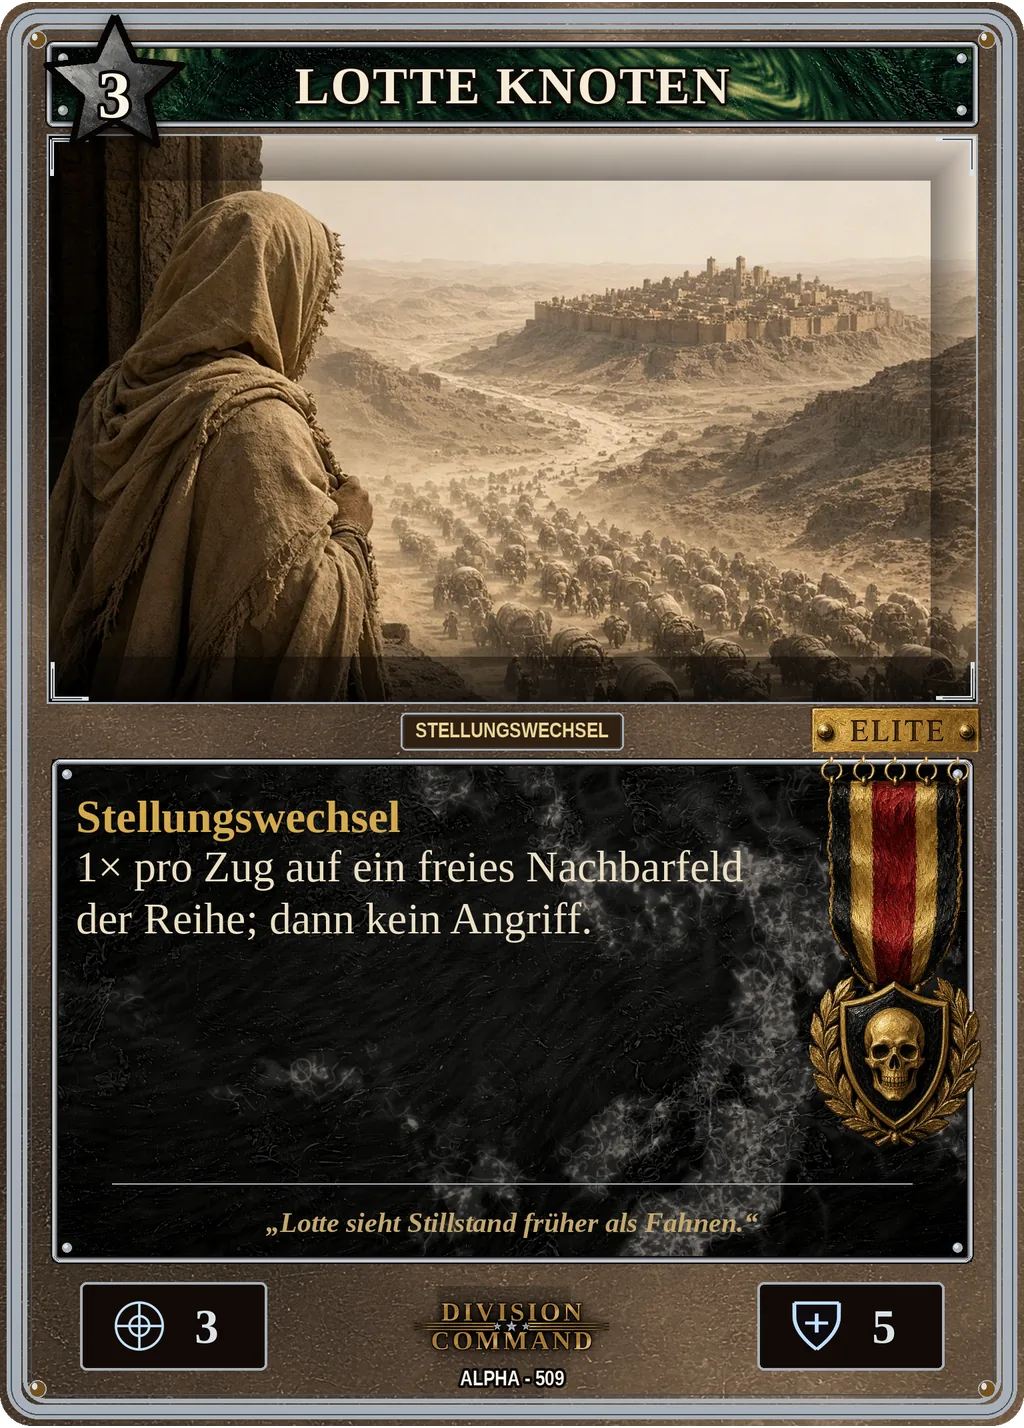 3
LOTTE KNOTEN
STELLUNGSWECHSEL
ELITE
Stellungswechsel
1× pro Zug auf ein freies Nachbarfeld
der Reihe; dann kein Angriff.
„Lotte sieht Stillstand früher als Fahnen.“
3
DIVISION
COMMAND
5
ALPHA - 509